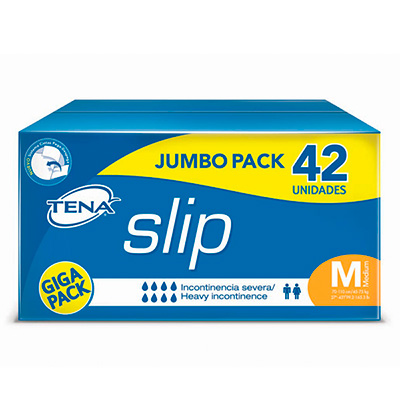 JUMBO PACK 42
UNIDADES
TENA
slip
GIGA
PACK
Incontinencia severa/
Heavy incontinence
M
Medium